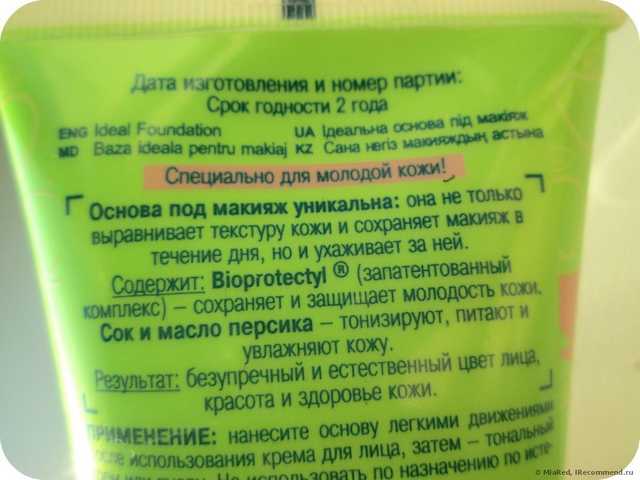 Дата изготовления и номер партии:
Срок годности 2 года
ENG Ideal Foundation UA Ідеальна основа під макіяж
MD Baza ideala pentru makiaj KZ Сана негіз макияждың астына
Специально для молодой кожи!
Основа под макияж уникальна: она не только
выравнивает текстуру кожи и сохраняет макияж в
течение дня, но и ухаживает за ней.
Содержит: Bioprotectyl ® (запатентованный
комплекс) – сохраняет и защищает молодость кожи.
Сок и масло персика – тонизируют, питают и
увлажняют кожу.
Результат: безупречный и естественный цвет лица,
красота и здоровье кожи.
ПРИМЕНЕНИЕ: нанесите основу легкими движениями
после использования крема для лица, затем – тональный
Не использовать по назначению по исте-
© MiaRed, IRecommend.ru